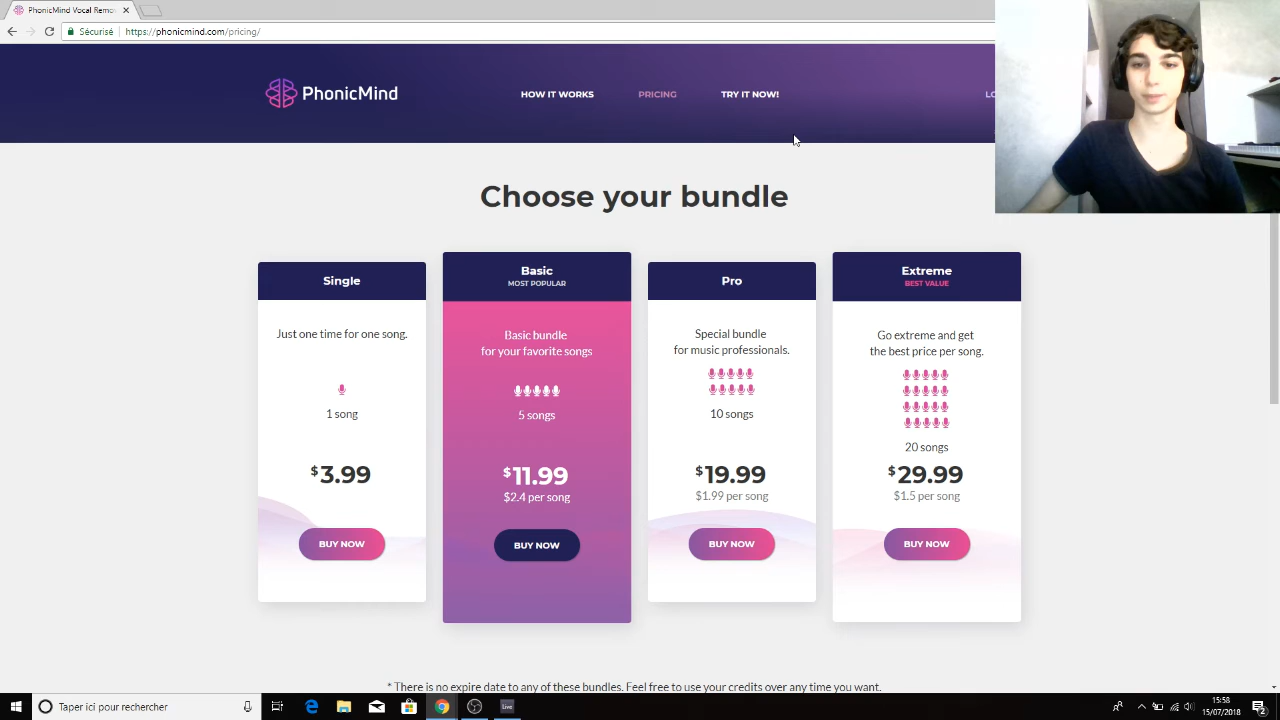 PhonicMind Vocal Remo
Sécurisé
https://phonicmind.com/pricing/
PhonicMind
HOW IT WORKS
PRICING
TRY IT NOW!
Choose your bundle
Single
Just one time for one song.
1 song
$3.99
BUY NOW
Basic
MOST POPULAR
Basic bundle
for your favorite songs
5 songs
$11.99
$2.4 per song
BUY NOW
Pro
Special bundle
for music professionals.
10 songs
$19.99
$1.99 per song
BUY NOW
Extreme
BEST VALUE
Go extreme and get
the best price per song.
20 songs
$29.99
$1.5 per song
BUY NOW
* There is no expire date to any of these bundles. Feel free to use your credits over any time you want.
Taper ici pour rechercher
Live
15:58
15/07/2018
2